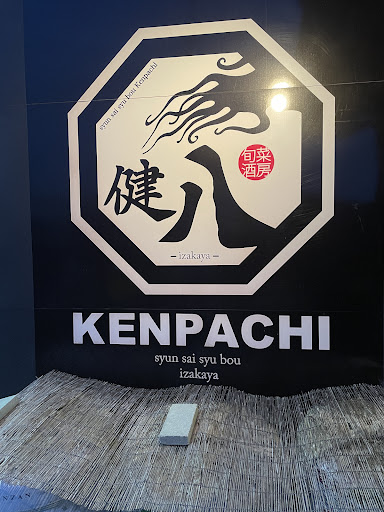 syun sai syu bou Kenpachi
健八
旬菜
酒房
– izakaya –
KENPACHI
syun sai syu bou
izakaya